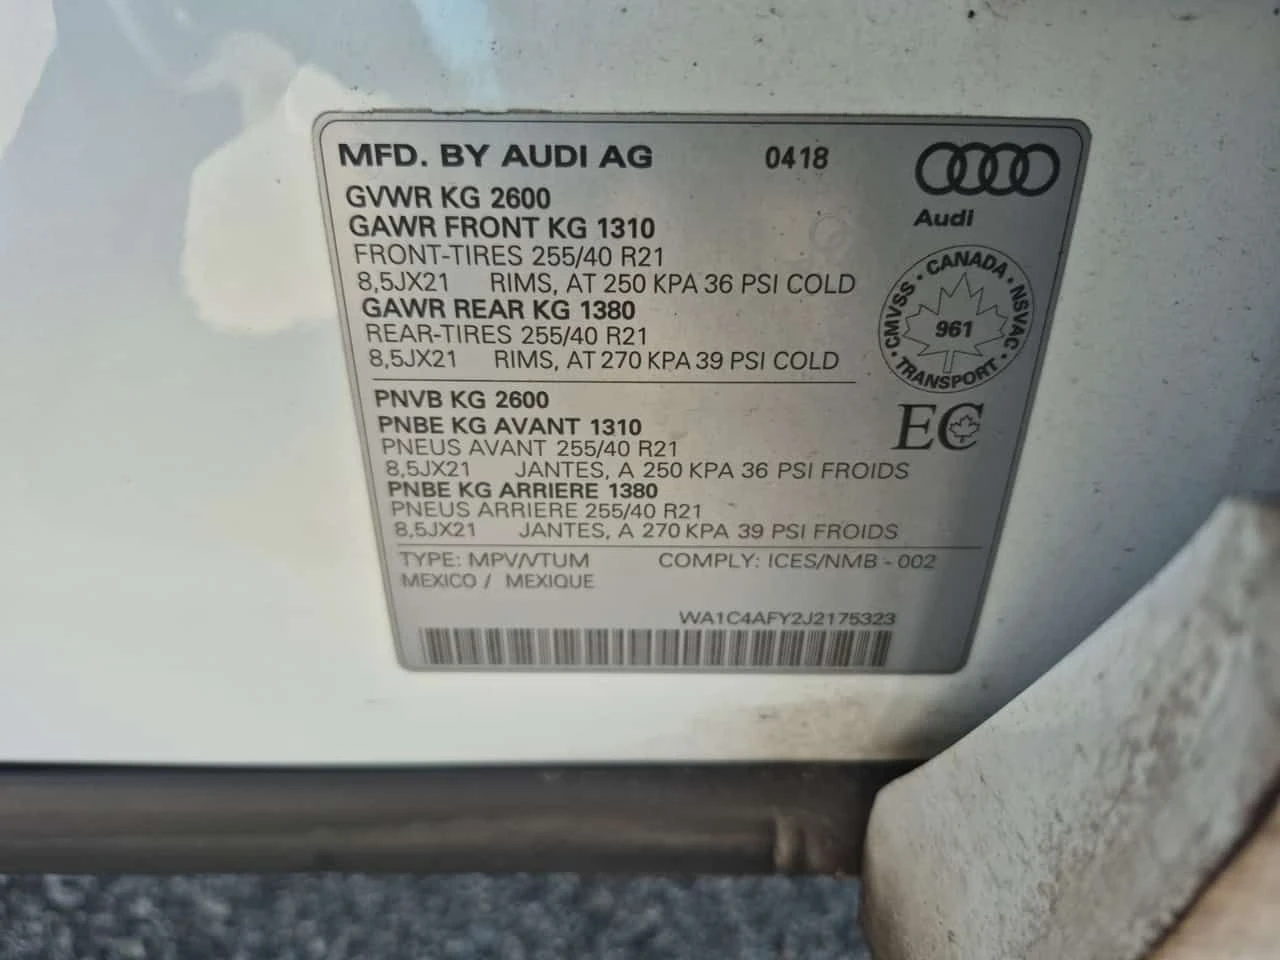 MFD. BY AUDI AG 0418
Audi
GVWR KG 2600
GAWR FRONT KG 1310
FRONT-TIRES 255/40 R21
8,5JX21 RIMS, AT 250 KPA 36 PSI COLD
GAWR REAR KG 1380
REAR-TIRES 255/40 R21
8,5JX21 RIMS, AT 270 KPA 39 PSI COLD
CANADA · NSVAC · TRANSPORT · CMVSS ·
961
PNVB KG 2600
PNBE KG AVANT 1310
PNEUS AVANT 255/40 R21
8,5JX21 JANTES, A 250 KPA 36 PSI FROIDS
PNBE KG ARRIERE 1380
PNEUS ARRIERE 255/40 R21
8,5JX21 JANTES, A 270 KPA 39 PSI FROIDS
EC
TYPE: MPV/VTUM COMPLY: ICES/NMB - 002
MEXICO / MEXIQUE
WA1C4AFY2J2175323